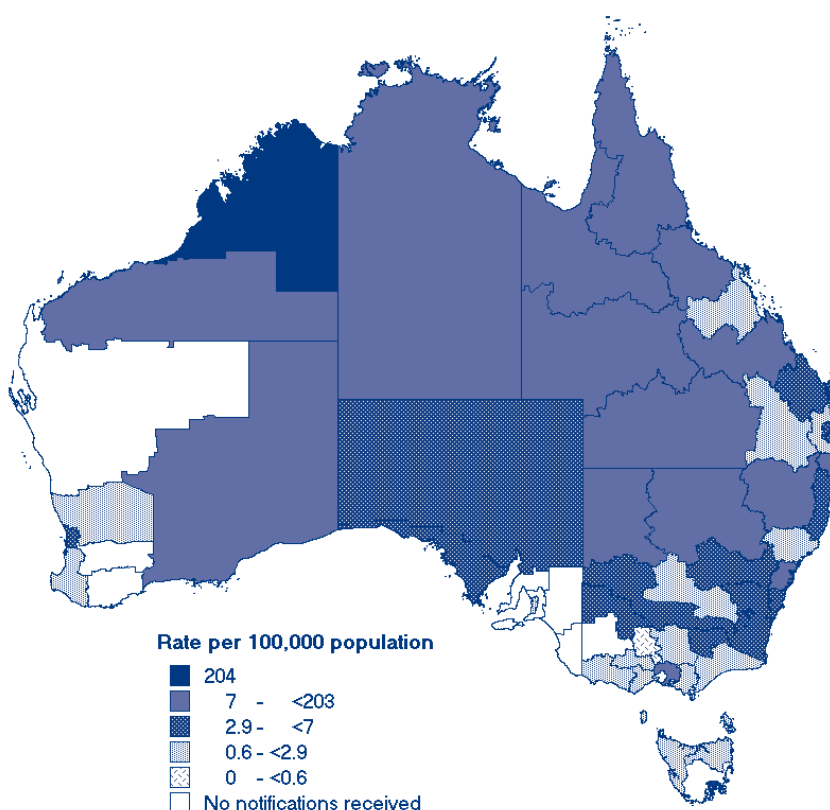 Rate per 100,000 population
204
7 - <203
2.9 - <7
0.6 - <2.9
0 - <0.6
No notifications received